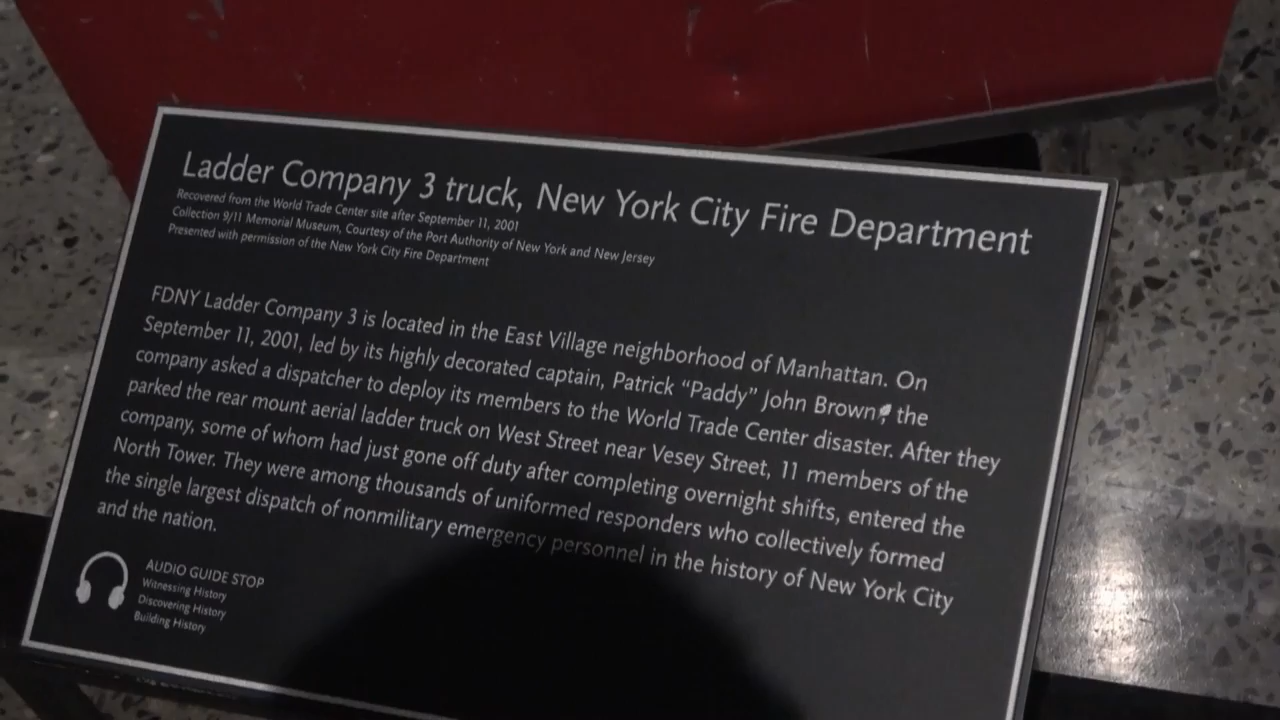 Ladder Company 3 truck, New York City Fire Department
Recovered from the World Trade Center site after September 11, 2001
Collection 9/11 Memorial Museum, Courtesy of the Port Authority of New York and New Jersey
Presented with permission of the New York City Fire Department
FDNY Ladder Company 3 is located in the East Village neighborhood of Manhattan. On
September 11, 2001, led by its highly decorated captain, Patrick “Paddy” John Brown, the
company asked a dispatcher to deploy its members to the World Trade Center disaster. After they
parked the rear mount aerial ladder truck on West Street near Vesey Street, 11 members of the
company, some of whom had just gone off duty after completing overnight shifts, entered the
North Tower. They were among thousands of uniformed responders who collectively formed
the single largest dispatch of nonmilitary emergency personnel in the history of New York City
and the nation.
AUDIO GUIDE STOP
Witnessing History
Discovering History
Building History